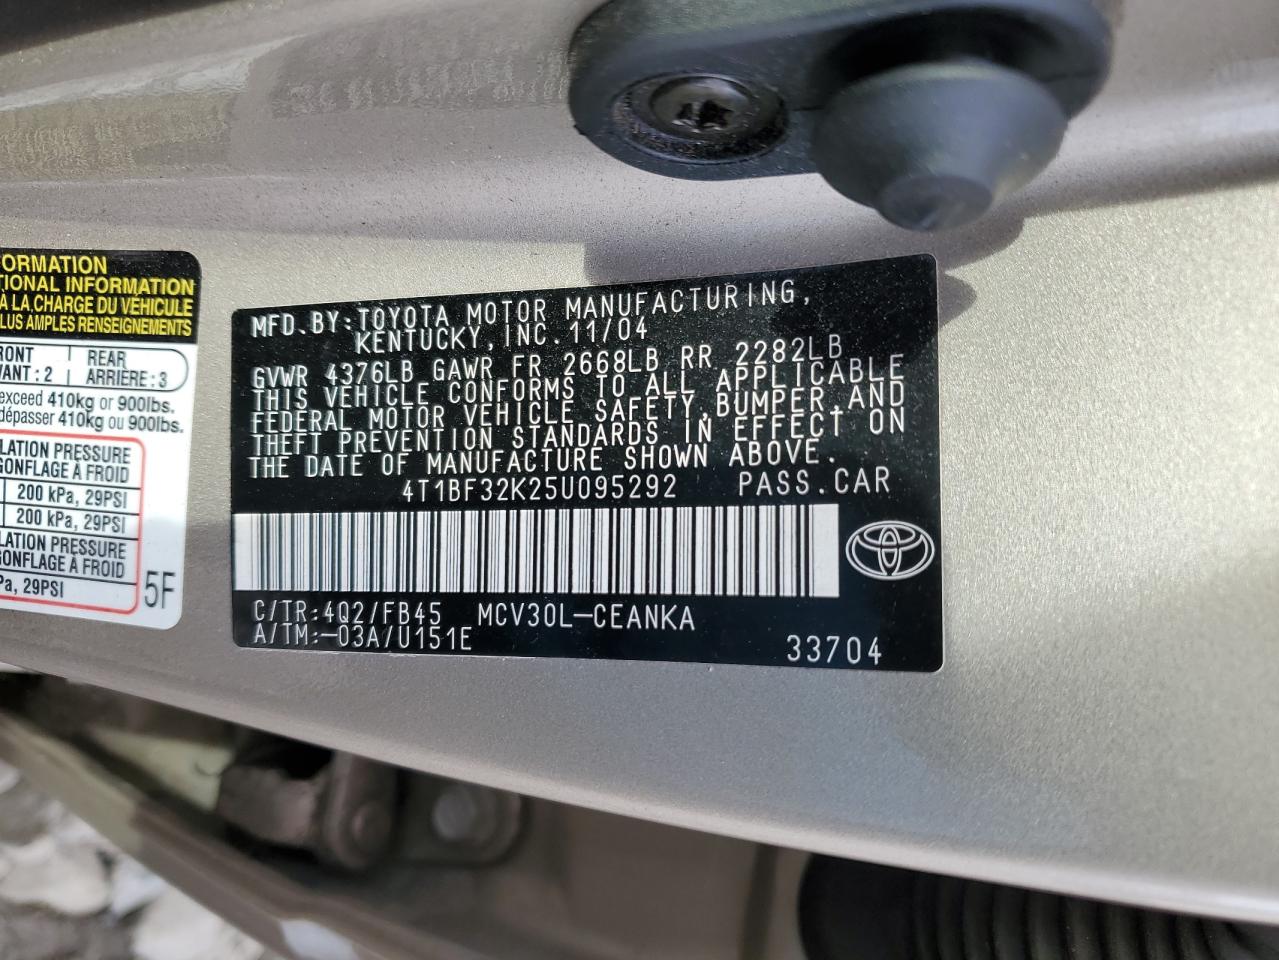 ORMATION
TIONAL INFORMATION
À LA CHARGE DU VÉHICULE
LUS AMPLES RENSEIGNEMENTS
RONT
VANT : 2
REAR
ARRIÈRE : 3
exceed 410kg or 900lbs.
dépasser 410kg ou 900lbs.
LATION PRESSURE
GONFLAGE À FROID
200 kPa, 29PSI
200 kPa, 29PSI
LATION PRESSURE
GONFLAGE À FROID
Pa, 29PSI
5F
MFD. BY: TOYOTA MOTOR MANUFACTURING,
KENTUCKY, INC. 11/04
GVWR 4376LB GAWR FR 2668LB RR 2282LB
THIS VEHICLE CONFORMS TO ALL APPLICABLE
FEDERAL MOTOR VEHICLE SAFETY, BUMPER, AND
THEFT PREVENTION STANDARDS IN EFFECT ON
THE DATE OF MANUFACTURE SHOWN ABOVE.
4T1BF32K25U095292 PASS.CAR
C/TR:4Q2/FB45 MCV30L-CEANKA
A/TM:-03A/U151E
33704